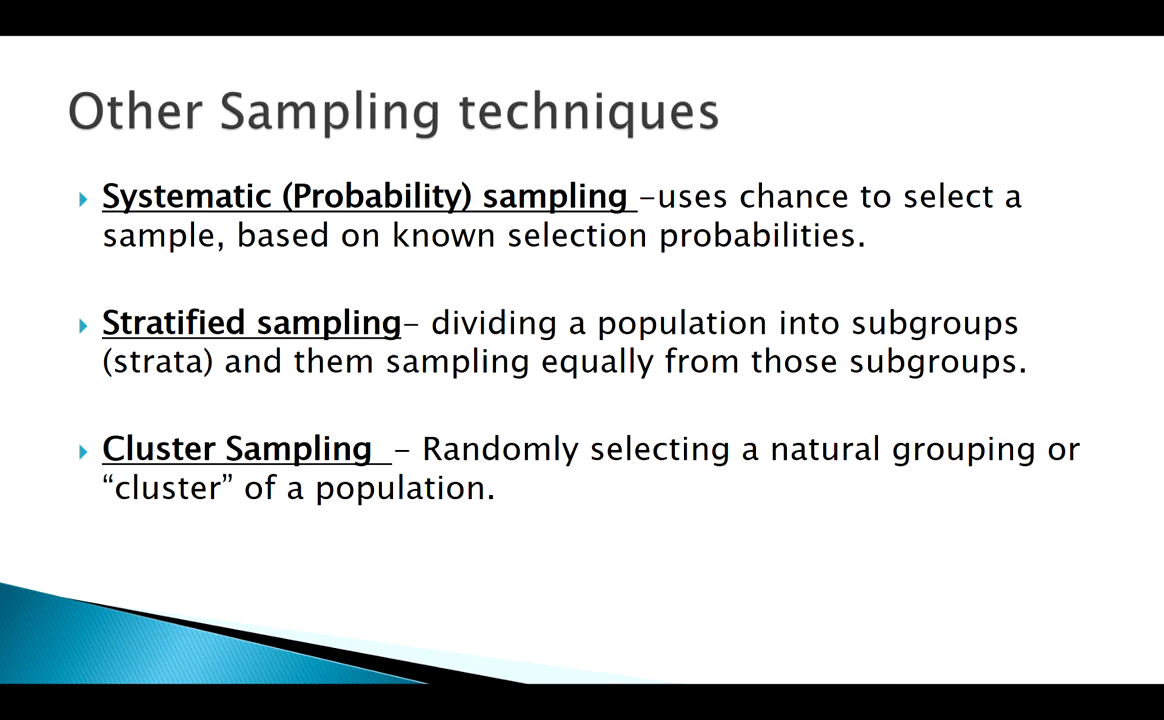 Other Sampling techniques
Systematic (Probability) sampling -uses chance to select a
sample, based on known selection probabilities.
Stratified sampling- dividing a population into subgroups
(strata) and them sampling equally from those subgroups.
Cluster Sampling - Randomly selecting a natural grouping or
“cluster” of a population.